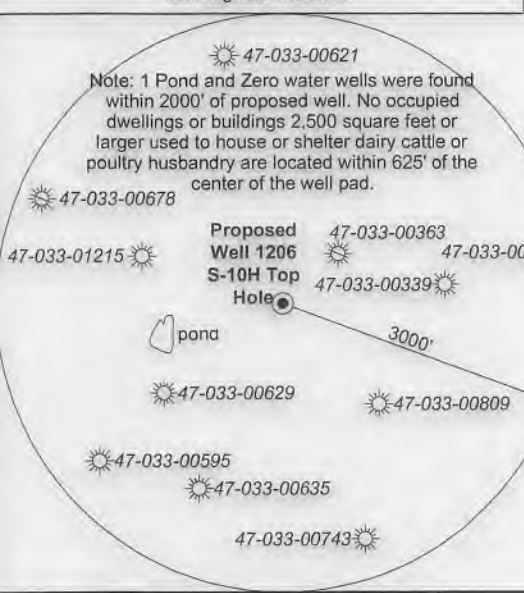 47-033-00621
Note: 1 Pond and Zero water wells were found
within 2000' of proposed well. No occupied
dwellings or buildings 2,500 square feet or
larger used to house or shelter dairy cattle or
poultry husbandry are located within 625' of the
center of the well pad.
47-033-00678
Proposed
Well 1206
S-10H Top
Hole
47-033-00363
47-033-1215
47-033-00
47-033-00339
pond
3000'
47-033-00629
47-033-00809
47-033-00595
47-033-00635
47-033-00743